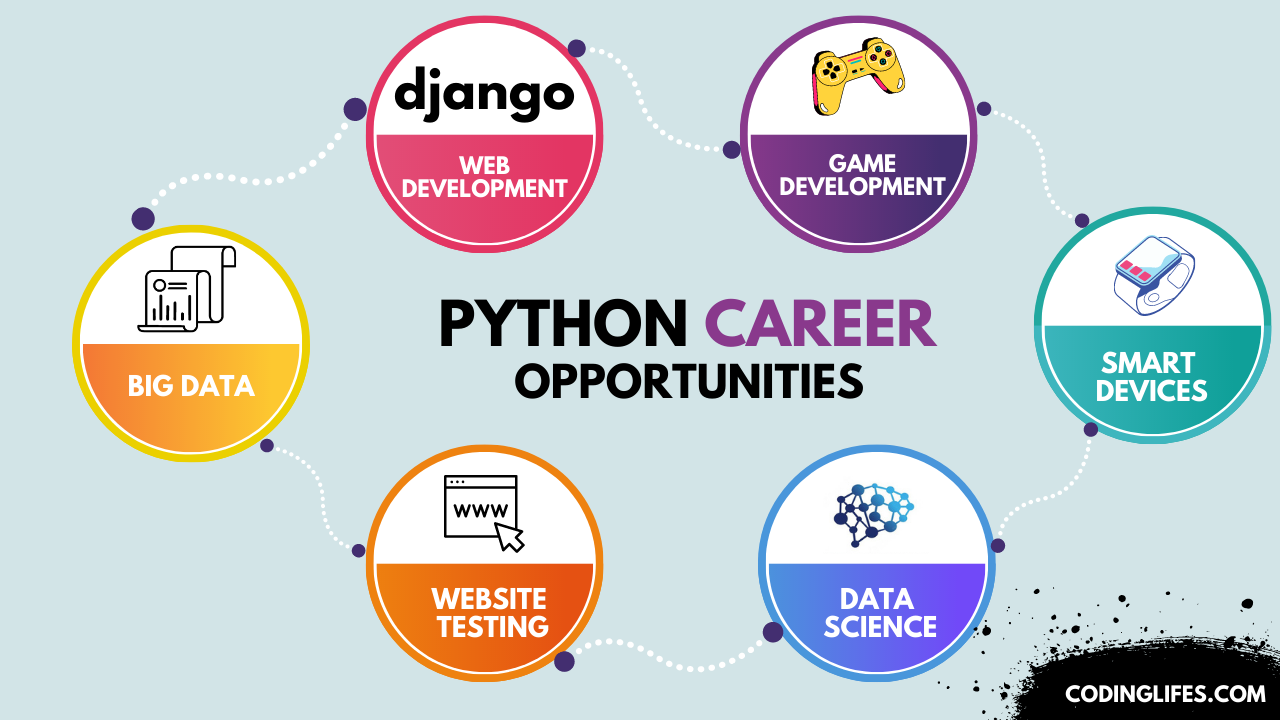 django
WEB
DEVELOPMENT
GAME
DEVELOPMENT
BIG DATA
PYTHON CAREER
OPPORTUNITIES
SMART
DEVICES
WWW
WEBSITE
TESTING
DATA
SCIENCE
CODINGLIFES.COM